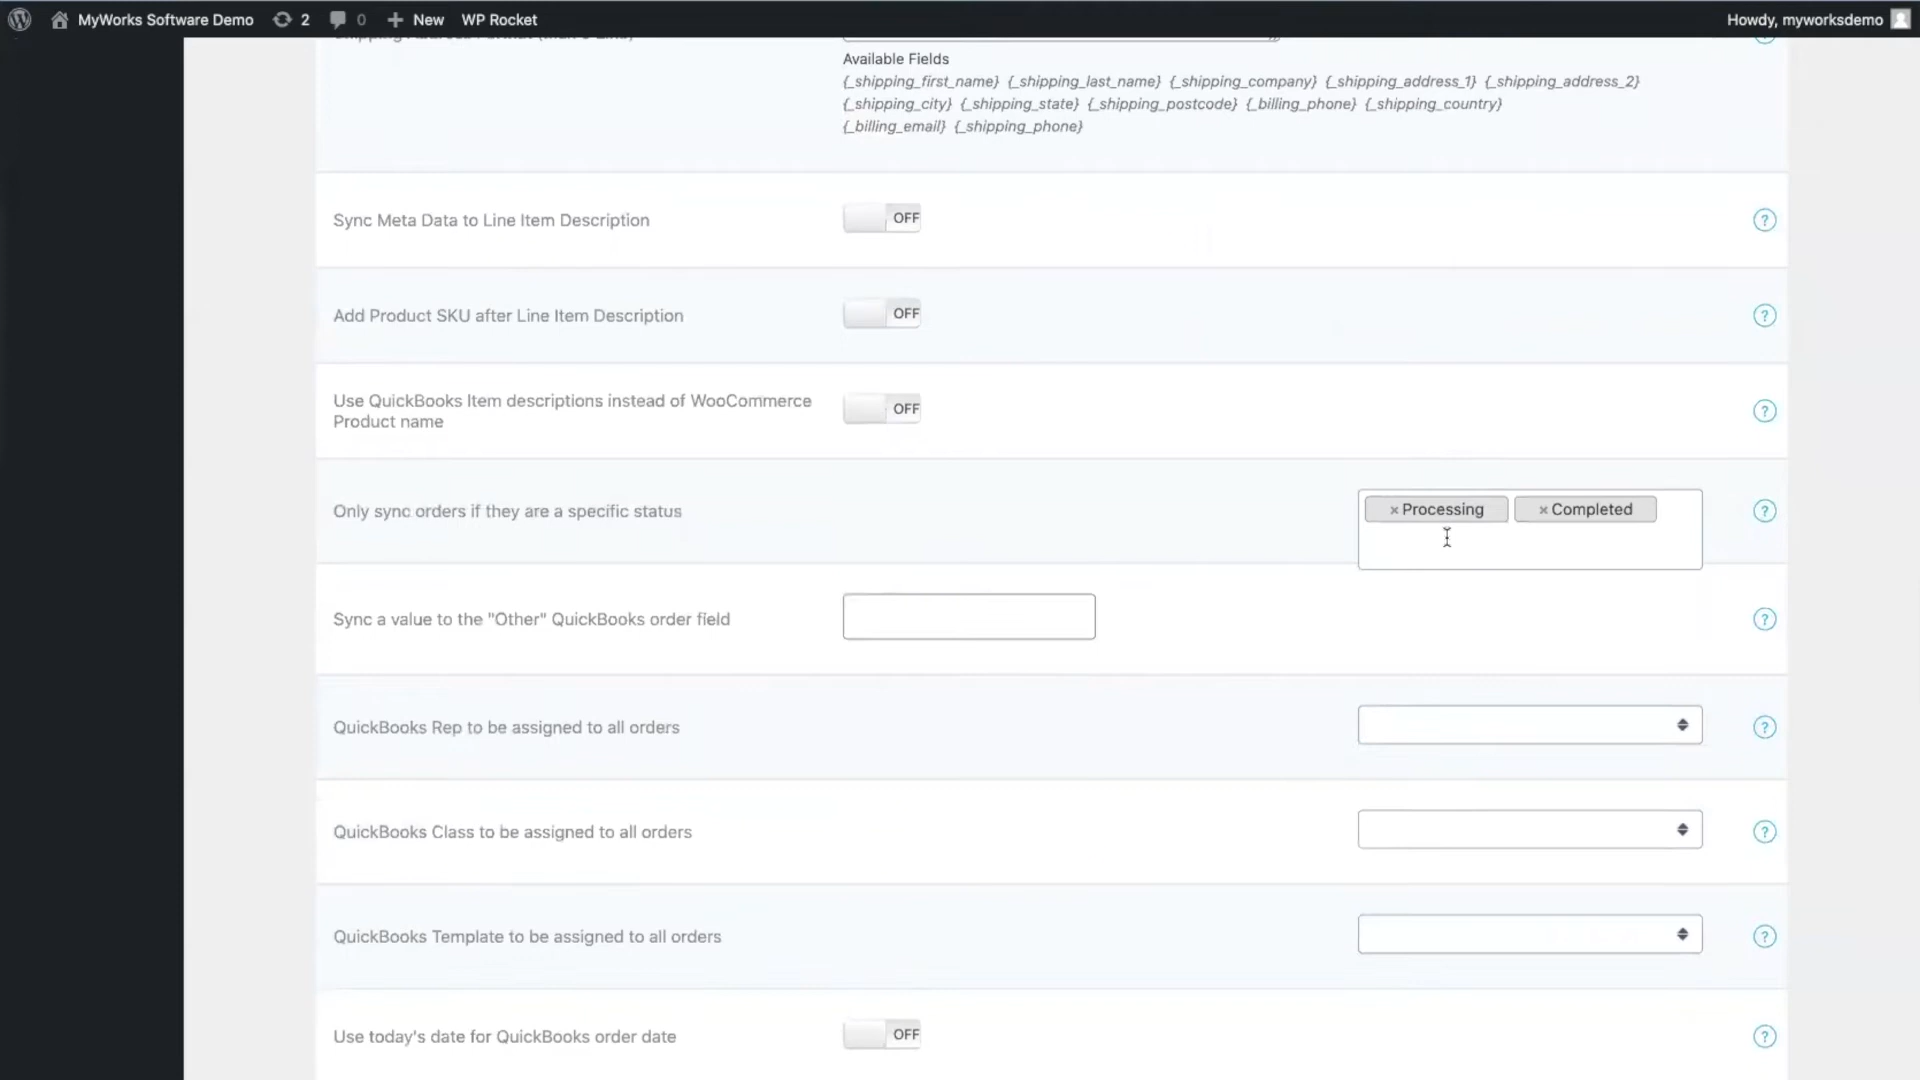 MyWorks Software Demo 2 0 New WP Rocket Howdy, myworksdemo
Available Fields
{_shipping_first_name} {_shipping_last_name} {_shipping_company} {_shipping_address_1} {_shipping_address_2}
{_shipping_city} {_shipping_state} {_shipping_postcode} {_billing_phone} {_shipping_country}
{_billing_email} {_shipping_phone}
Sync Meta Data to Line Item Description OFF ?
Add Product SKU after Line Item Description OFF ?
Use QuickBooks Item descriptions instead of WooCommerce
Product name OFF ?
Only sync orders if they are a specific status × Processing × Completed ?
Sync a value to the "Other" QuickBooks order field ?
QuickBooks Rep to be assigned to all orders ?
QuickBooks Class to be assigned to all orders ?
QuickBooks Template to be assigned to all orders ?
Use today's date for QuickBooks order date OFF ?